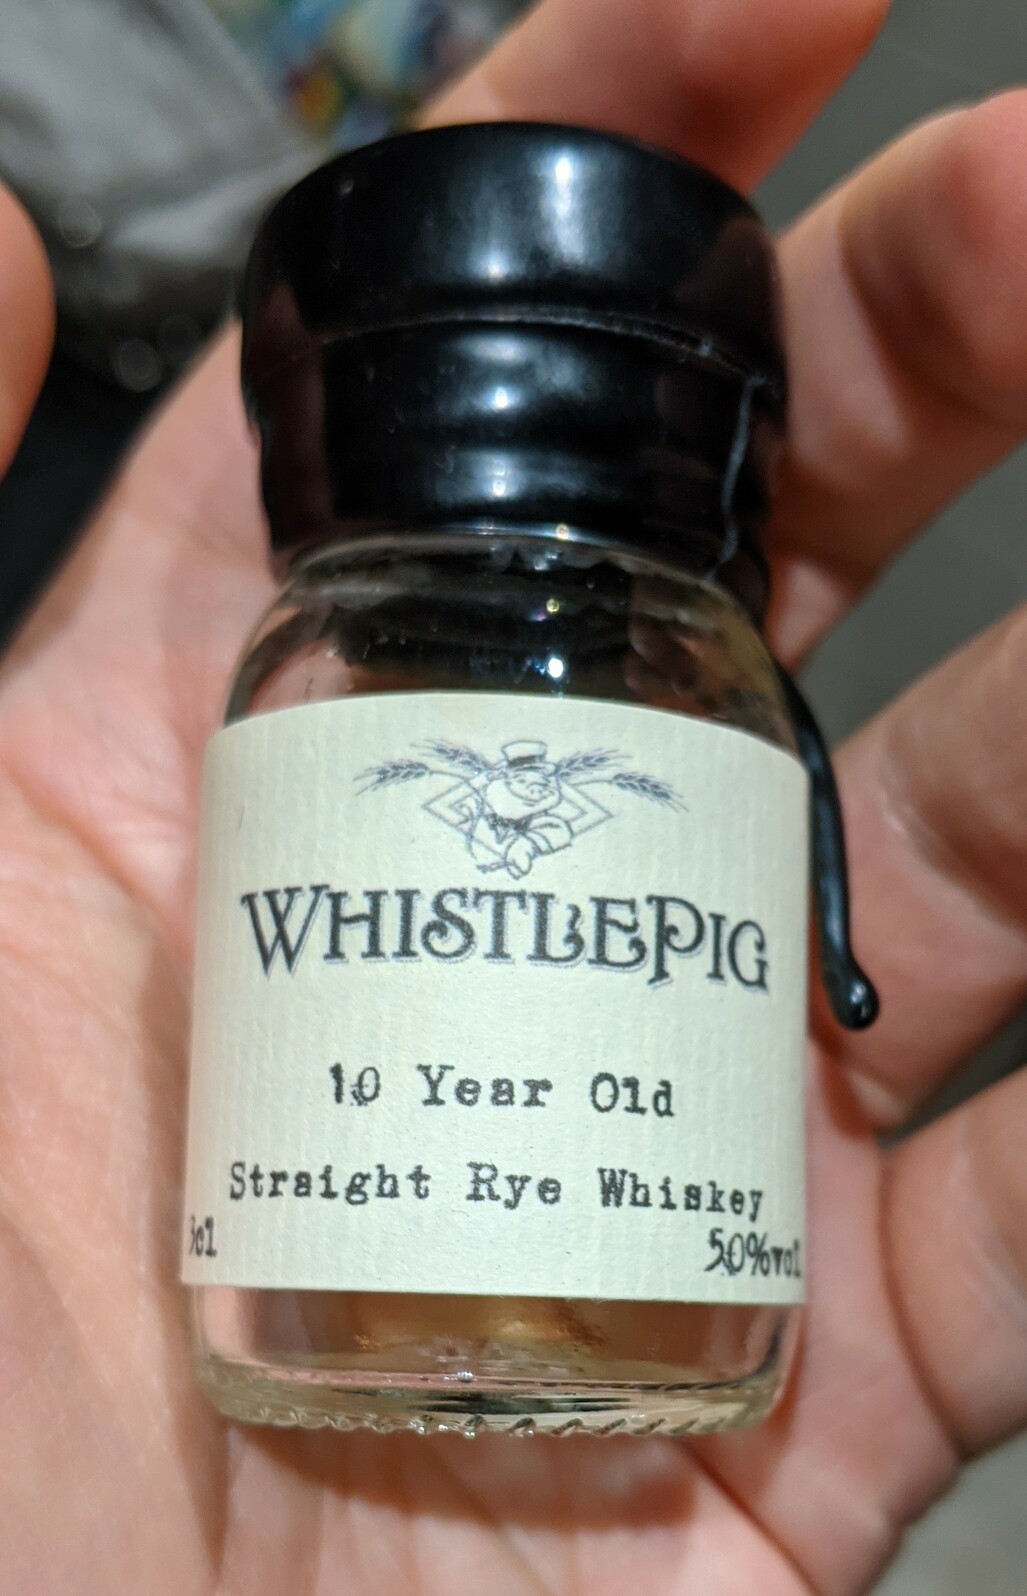 WHISTLEPIG
10 Year Old
Straight Rye Whiskey
3cl 50%vol